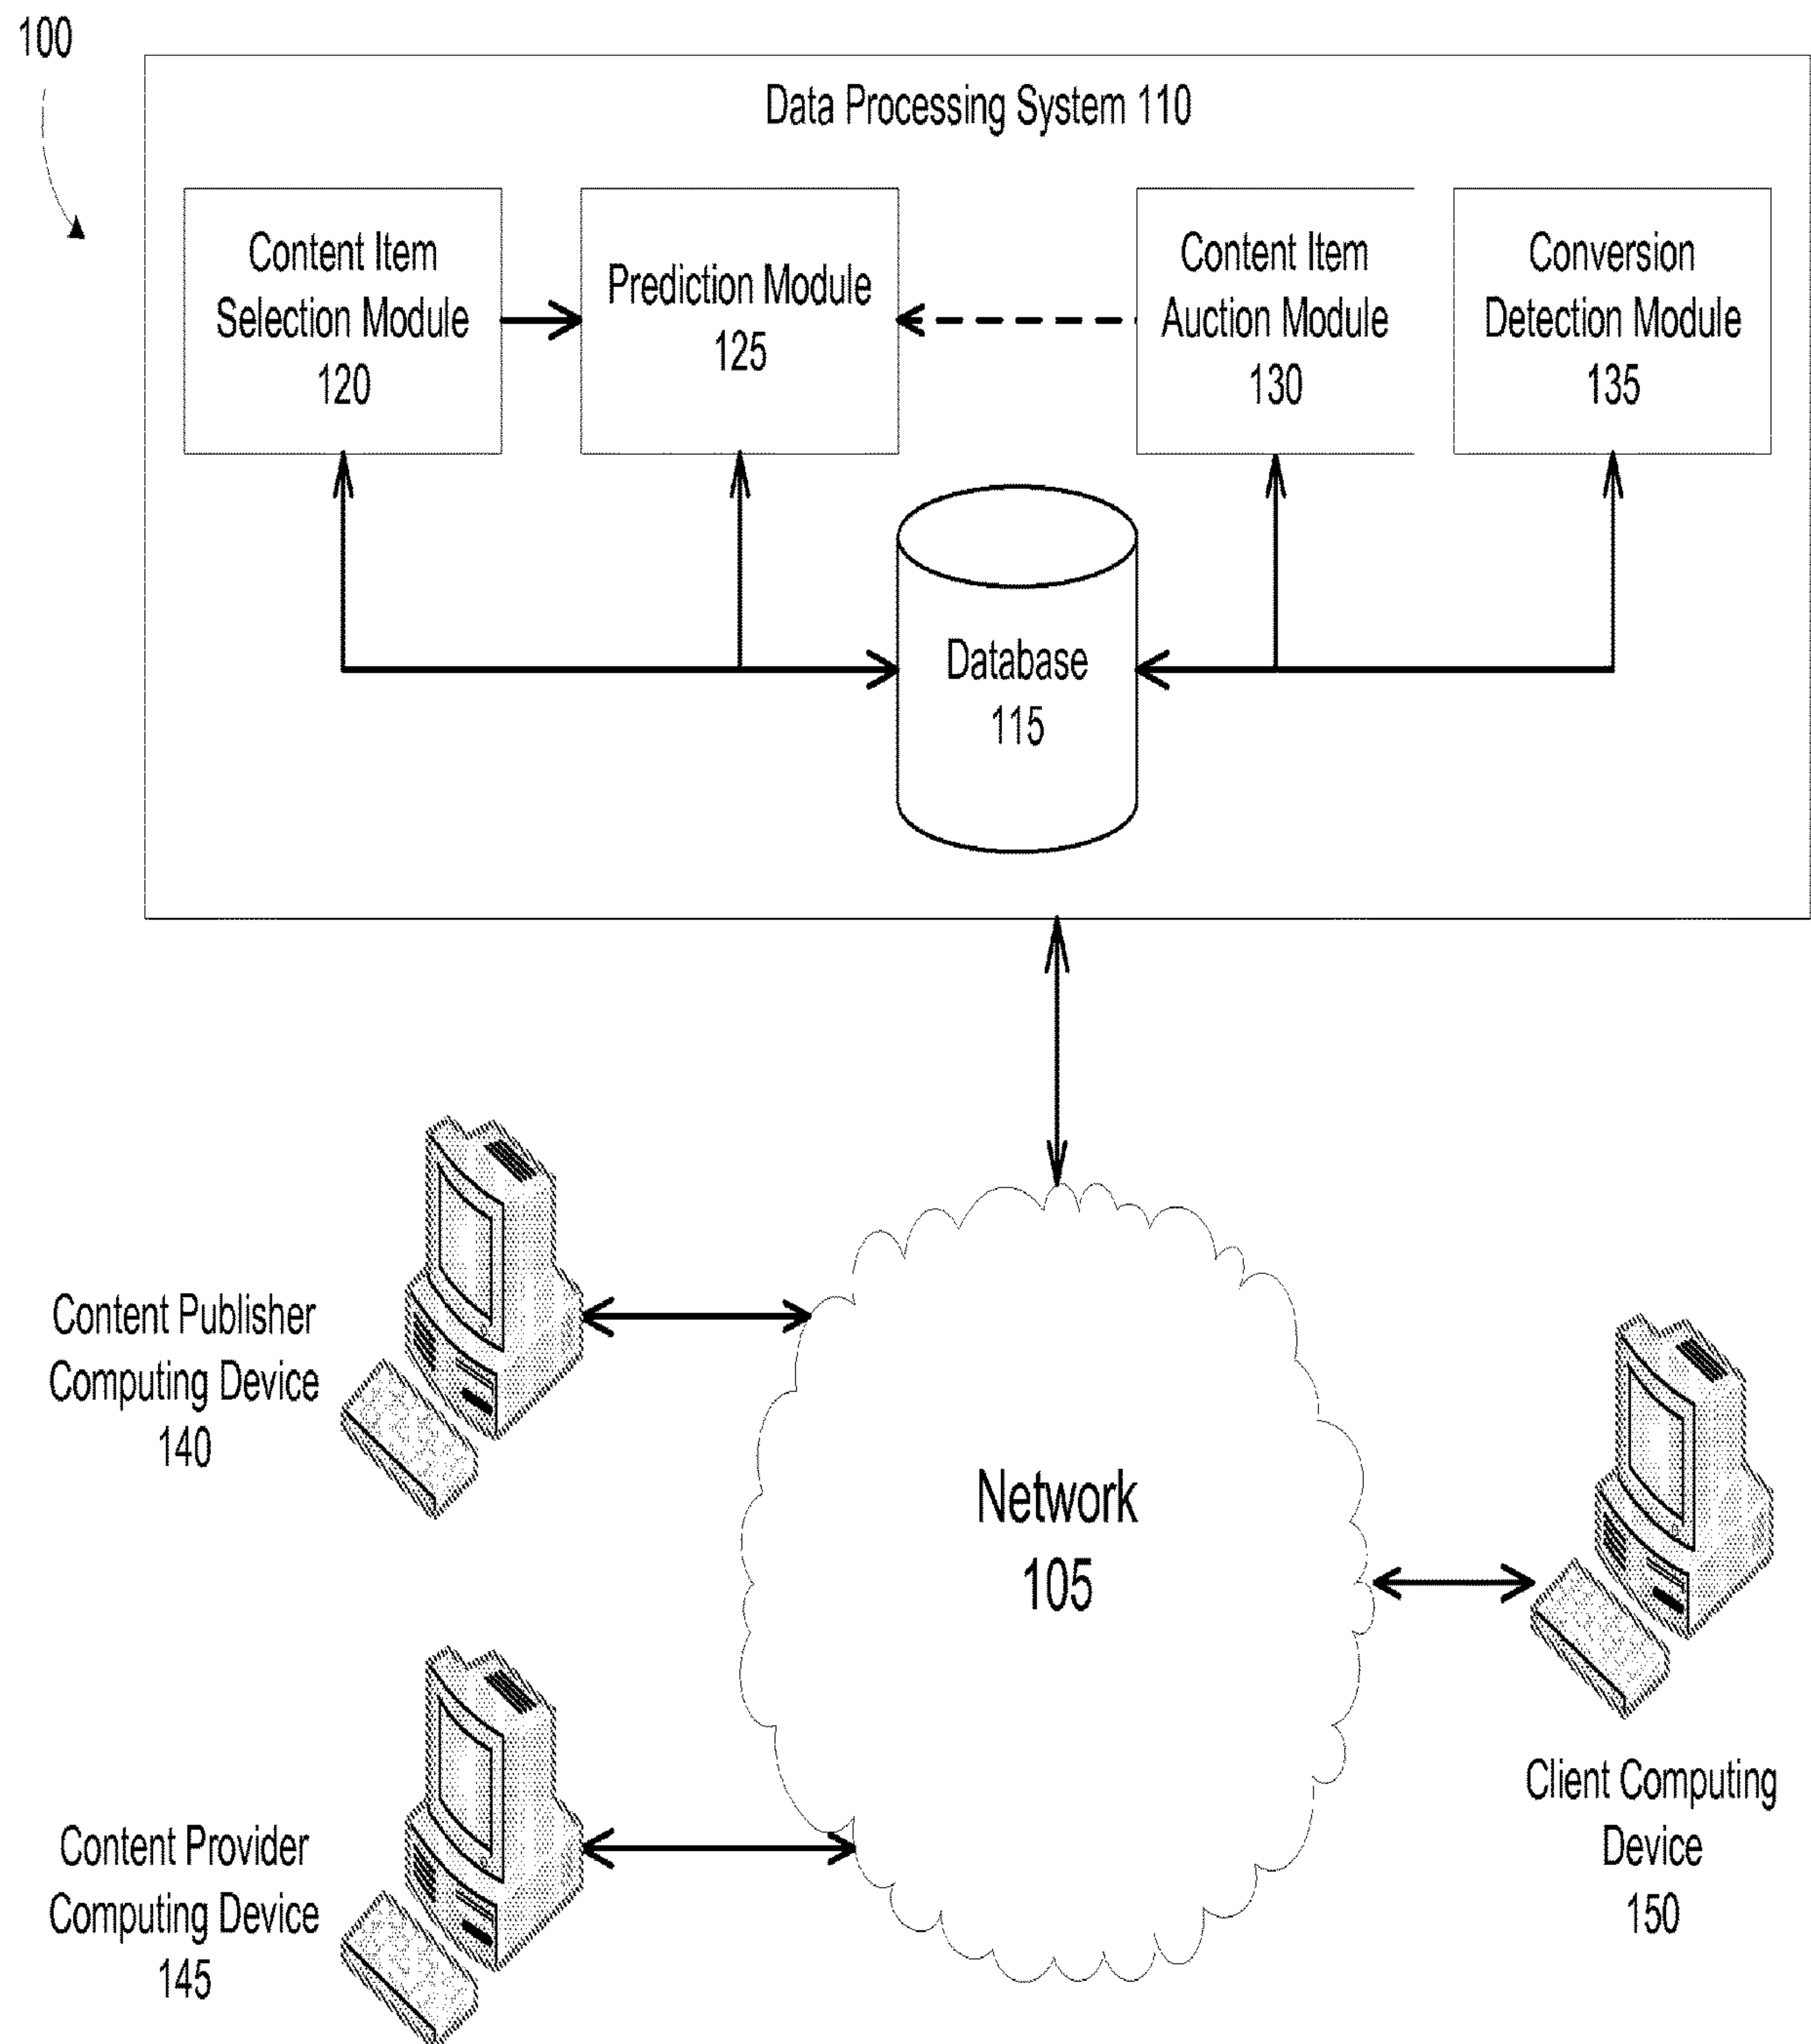 100
Data Processing System 110
Content Item
Selection Module
120
Prediction Module
125
Content Item
Auction Module
130
Conversion
Detection Module
135
Database
115
Content Publisher
Computing Device
140
Network
105
Content Provider
Computing Device
145
Client Computing
Device
150